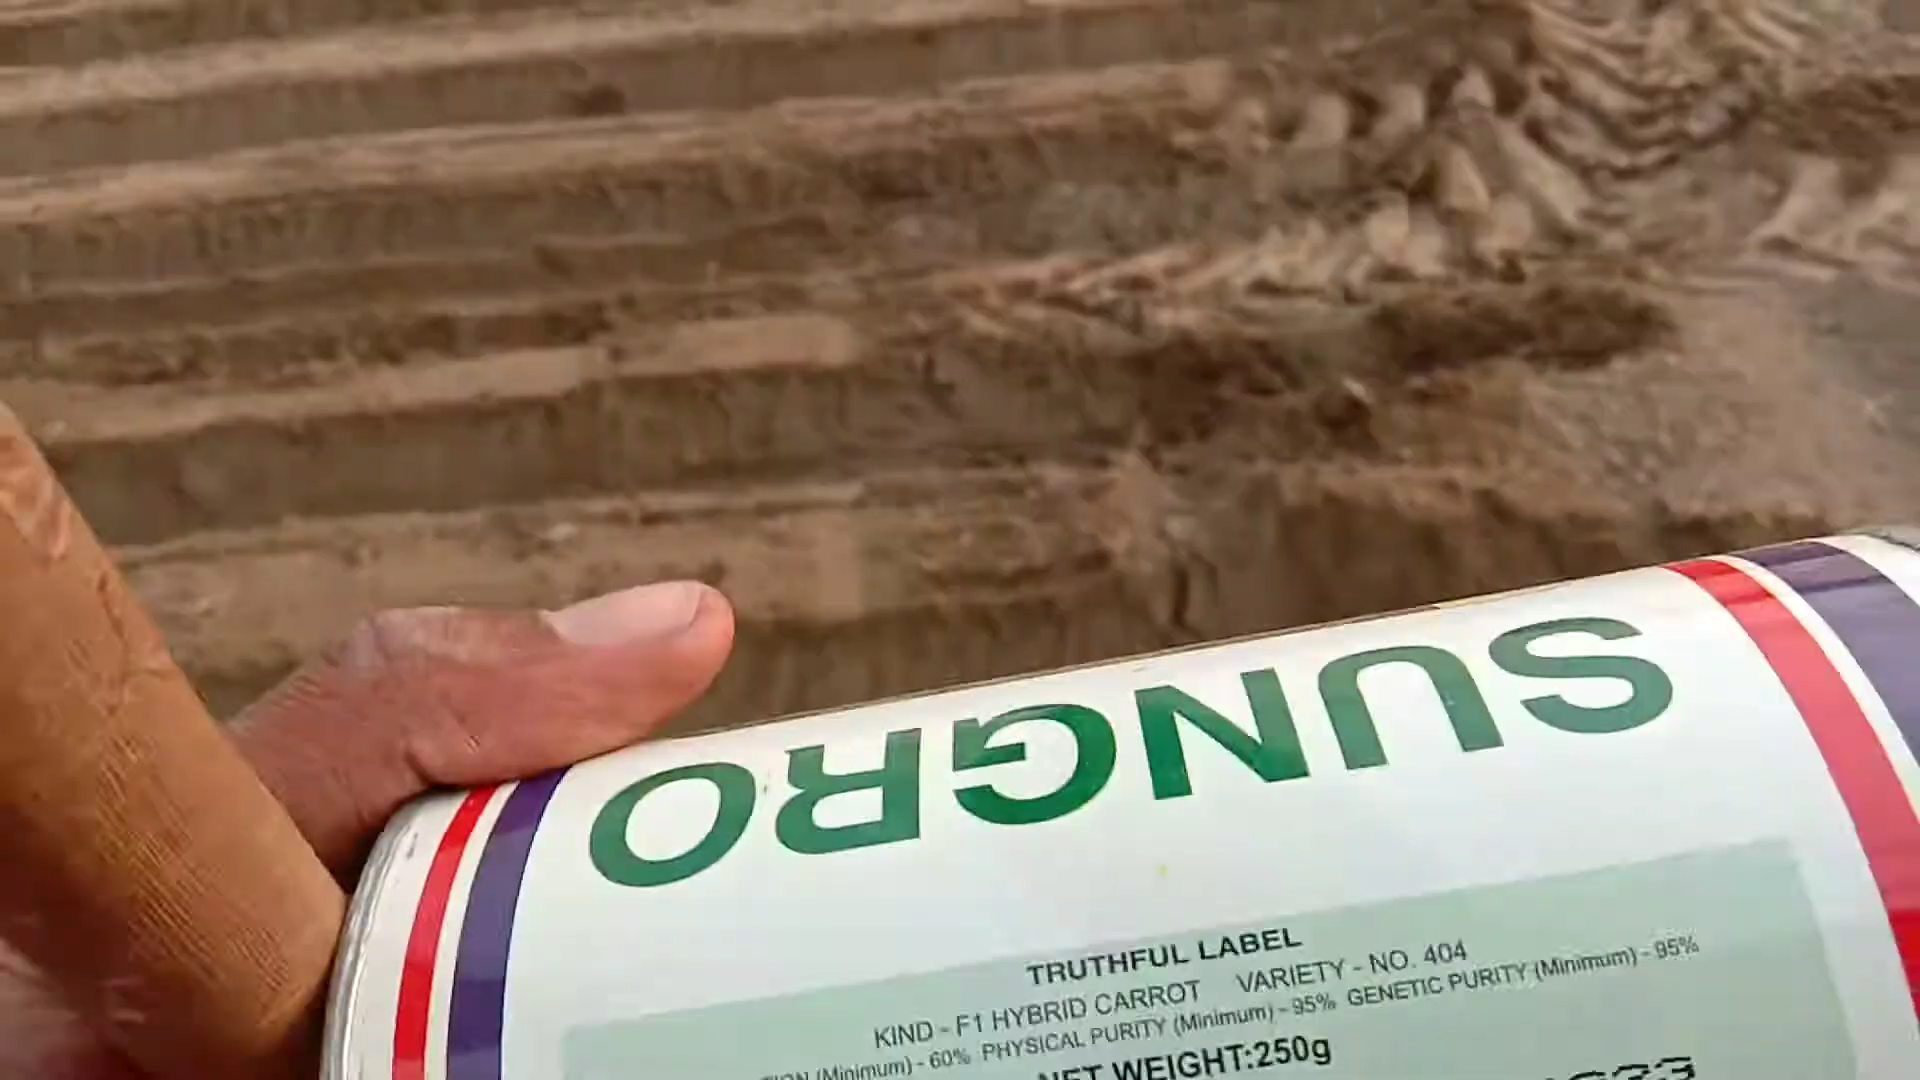 SUNGRO
TRUTHFUL LABEL
KIND - F1 HYBRID CARROT VARIETY - NO. 404
(Minimum) - 60% PHYSICAL PURITY (Minimum) - 95% GENETIC PURITY (Minimum) - 95%
NET WEIGHT:250g